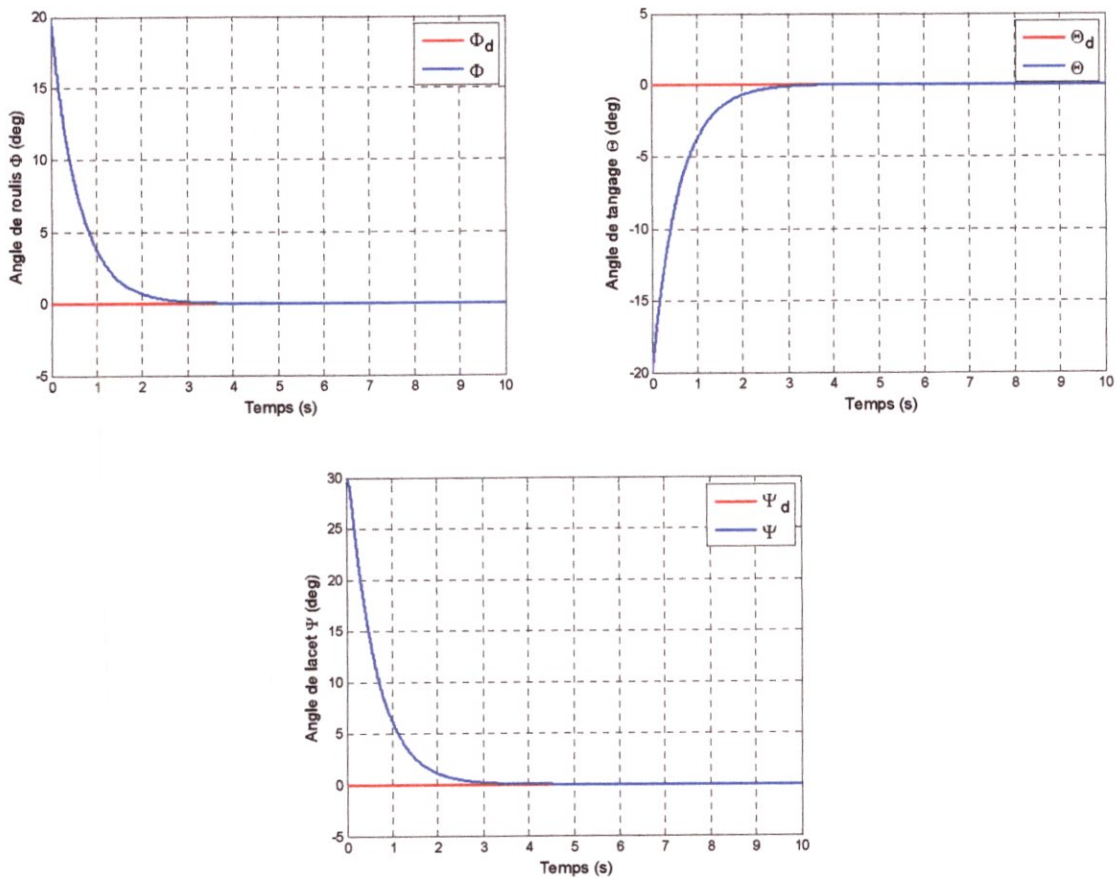 20
15
10
5
0
-5
Angle de roulis Φ (deg)
Φd
Φ
0 1 2 3 4 5 6 7 8 9 10
Temps (s)
5
0
-5
-10
-15
-20
Angle de tangage Θ (deg)
Θd
Θ
0 1 2 3 4 5 6 7 8 9 10
Temps (s)
30
25
20
15
10
5
0
-5
Angle de lacet Ψ (deg)
Ψd
Ψ
0 1 2 3 4 5 6 7 8 9 10
Temps (s)